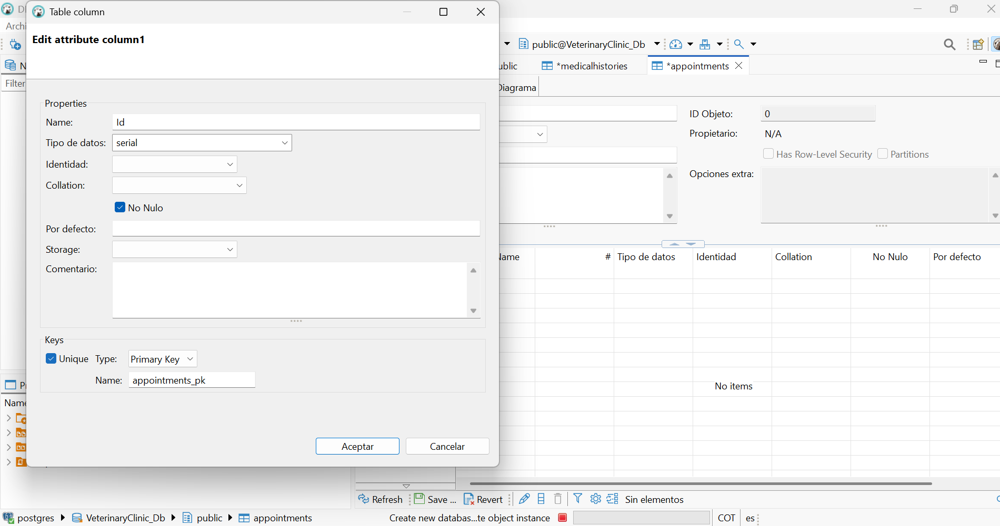 Table column
Archi
Edit attribute column1
public@VeterinaryClinic_Db
ublic
*medicalhistories
*appointments
N
Filter
Diagrama
Properties
Name:
Id
Tipo de datos:
serial
Identidad:
Collation:
No Nulo
Por defecto:
Storage:
Comentario:
Keys
Unique
Type:
Primary Key
Name:
appointments_pk
Aceptar
Cancelar
ID Objeto:
0
Propietario:
N/A
Has Row-Level Security
Partitions
Opciones extra:
Name
#
Tipo de datos
Identidad
Collation
No Nulo
Por defecto
No items
Name
Refresh
Save ...
Revert
Sin elementos
postgres
VeterinaryClinic_Db
public
appointments
Create new databas...te object instance
COT
es